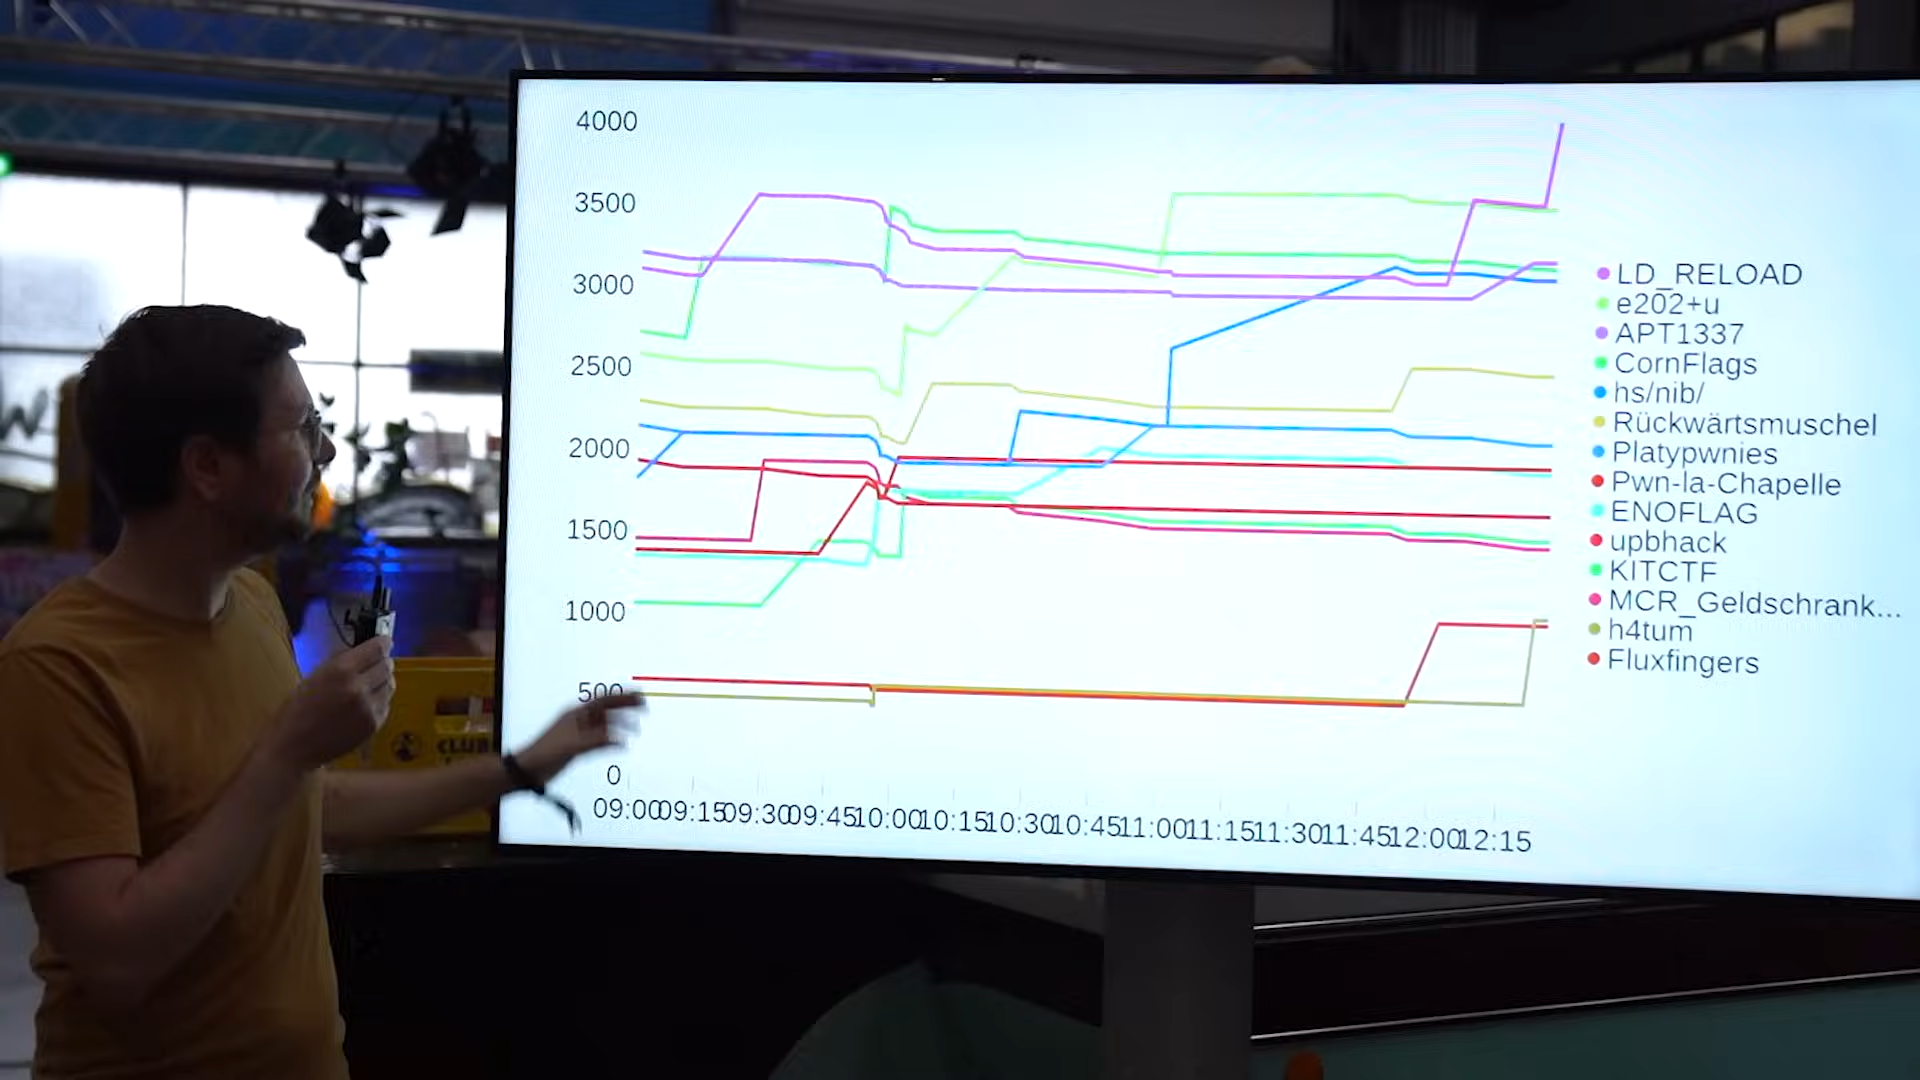 4000
3500
3000
2500
2000
1500
1000
500
0
09:00 09:15 09:30 09:45 10:00 10:15 10:30 10:45 11:00 11:15 11:30 11:45 12:00 12:15
LD_RELOAD
e202+u
APT1337
CornFlags
hs/nib/
Rückwärtsmuschel
Platypwnies
Pwn-la-Chapelle
ENOFLAG
upbhack
KITCTF
MCR_Geldschrank...
h4tum
Fluxfingers
CLUB